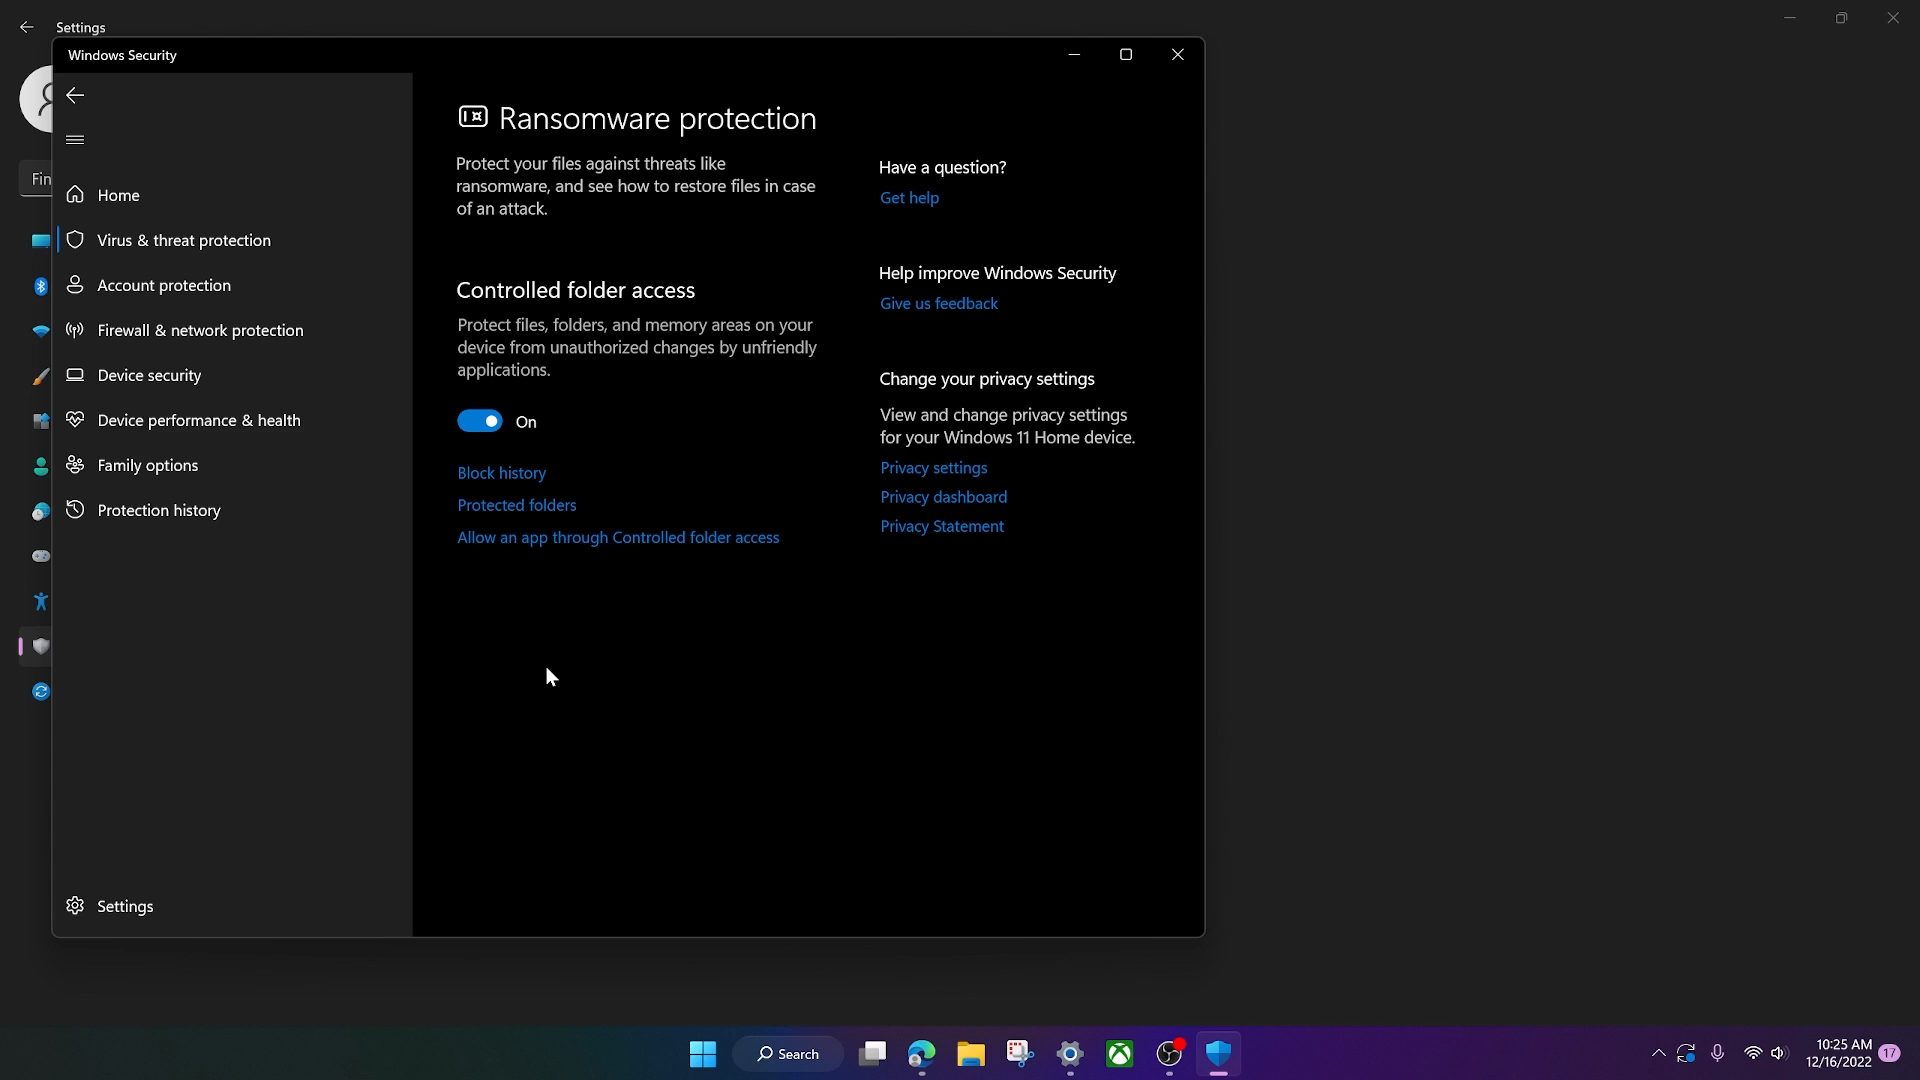 Settings
Windows Security
Fin
Home
Virus & threat protection
Account protection
Firewall & network protection
Device security
Device performance & health
Family options
Protection history
Settings
Ransomware protection
Protect your files against threats like
ransomware, and see how to restore files in case
of an attack.
Controlled folder access
Protect files, folders, and memory areas on your
device from unauthorized changes by unfriendly
applications.
On
Block history
Protected folders
Allow an app through Controlled folder access
Have a question?
Get help
Help improve Windows Security
Give us feedback
Change your privacy settings
View and change privacy settings
for your Windows 11 Home device.
Privacy settings
Privacy dashboard
Privacy Statement
Search
10:25 AM
12/16/2022
17